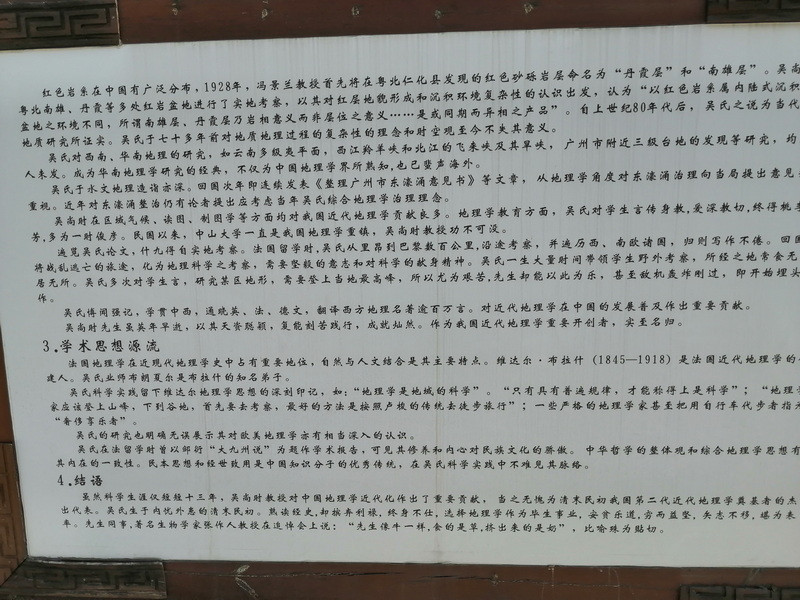 红色岩系在中国有广泛分布,1928年,冯景兰教授首先将在粤北仁化县发现的红色砂砾岩层命名为“丹霞层”和“南雄层”。吴尚
粤北南雄、丹霞等多处红岩盆地进行了实地考察,以其对红层地貌形成和沉积环境复杂性的认识出发,认为“以红色岩系属内陆式沉积
盆地之环境不同,所谓南雄层、丹霞层乃岩相意义而非层位之意义……是或同期而异相之产品”。自上世纪80年代后,吴氏之说为当代
地质研究所证实。吴氏于七十多年前对地质地理过程的复杂性的理念和时空观至今不失其意义。
吴氏对西南、华南地理的研究,如云南多级夷平面,西江羚羊峡和北江的飞来峡及其旱峡,广州市附近三级台地的发现等研究,均
人未发。成为华南地理学研究的经典,不仅为中国地理学界所熟知,也已蜚声海外。
吴氏于水文地理造诣亦深。回国次年即连续发表《整理广州市东濠涌意见书》等文章,从地理学角度对东濠涌治理向当局提出意见
重视。近年对东濠涌整治仍有论者提出应考虑当年吴氏综合地理学治理理念。
吴尚时在区域气候、读图、制图学等方面均对我国近代地理学贡献良多。地理学教育方面,吴氏对学生言传身教,爱深教切,终得桃李
芳,多为一时俊彦。民国以来,中山大学一直是我国地理学重镇,吴尚时教授功不可没。
遍览吴氏论文,什九得自实地考察。法国留学时,吴氏从里昂到巴黎数百公里,沿途考察,并遍历西、南欧诸国,归则写作不倦。回国
将战乱逃亡的旅途,化为地理科学之考察,需要坚毅的意志和对科学的献身精神。吴氏一生大量时间带领学生野外考察,所经之地常食无
居无所。吴氏多次对学生言,研究某区地形,需要登上当地最高峰,所以尤为艰苦,先生却能以此为乐,甚至敌机轰炸刚过,即开始埋头
作。
吴氏博闻强记,学贯中西,通晓英、法、德文,翻译西方地理名著逾百万言。对近代地理学在中国的发展普及作出重要贡献。
吴尚时先生虽英年早逝,以其天资聪颖,复能刻苦践行,成就灿然。作为我国近代地理学重要开创者,实至名归。
3.学术思想源流
法国地理学在近现代地理学史中占有重要地位,自然与人文结合是其主要特点。维达尔·布拉什(1845—1918)是法国近代地理学的
建人。吴氏业师布朗夏尔是布拉什的知名弟子。
吴氏科学实践留下维达尔地理学思想的深刻印记,如:“地理学是地域的科学”。“只有具有普遍规律,才能称得上是科学”;“地理学
家应该登上山峰,下到谷地,首先要去考察,最好的方法是按照卢梭的传统去徒步旅行”;一些严格的地理学家甚至把用自行车代步者指为
“奢侈享乐者”。
吴氏的研究也明确无误展示其对欧美地理学亦有相当深入的认识。
吴氏在法留学时曾以邹衍“大九州说”为题作学术报告,可见其修养和内心对民族文化的骄傲。中华哲学的整体观和综合地理学思想有
其内在的一致性。民本思想和经世致用是中国知识分子的优秀传统,在吴氏科学实践中不难见其脉络。
4.结语
虽然科学生涯仅短短十三年,吴尚时教授对中国地理学近代化作出了重要贡献,当之无愧为清末民初我国第二代近代地理学奠基者的杰
出代表。吴氏生于内忧外患的清末民初。熟读经史,却摈弃利禄,终身不仕,选择地理学作为毕生事业,安贫乐道,穷而益坚,矢志不移,堪为表
率。先生同事,著名生物学家张作人教授在追悼会上说:“先生像牛一样,食的是草,挤出来的是奶”,比喻殊为贴切。